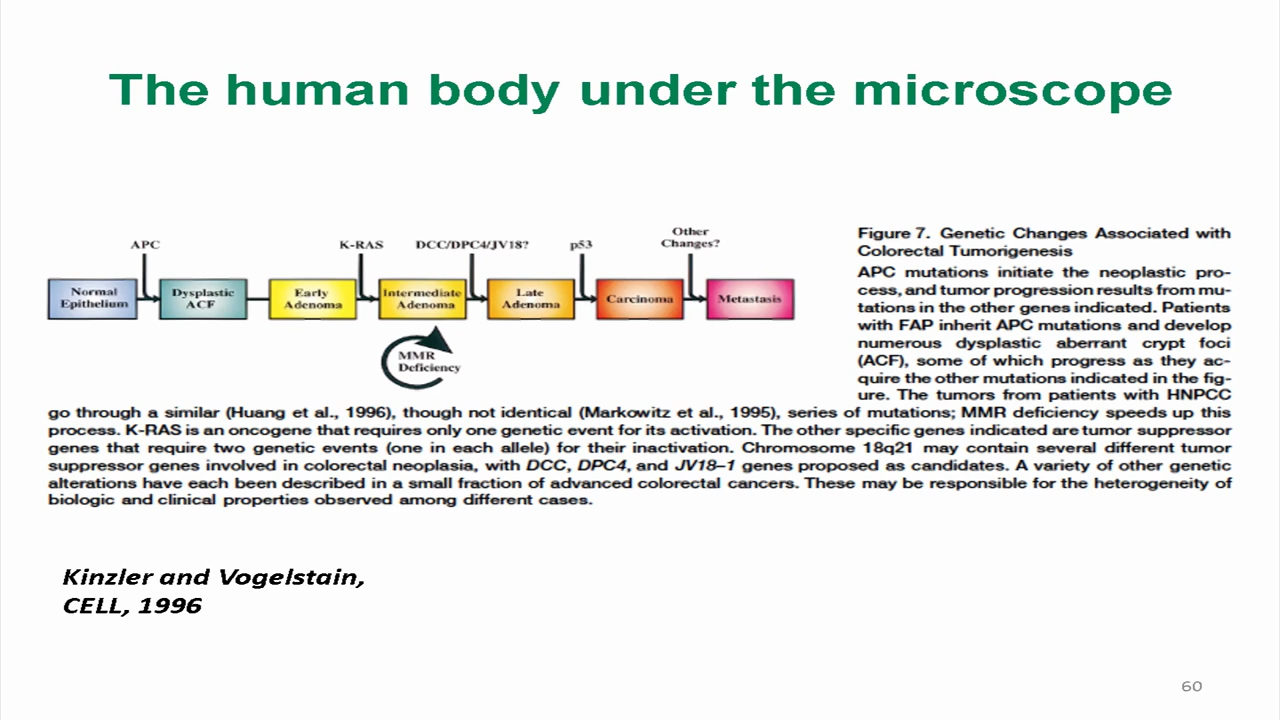 The human body under the microscope
APC
K-RAS
DCC/DPC4/JV18?
p53
Other
Changes?
Normal
Epithelium
Dysplastic
ACF
Early
Adenoma
Intermediate
Adenoma
Late
Adenoma
Carcinoma
Metastasis
MMR
Deficiency
Figure 7. Genetic Changes Associated with
Colorectal Tumorigenesis
APC mutations initiate the neoplastic pro-
cess, and tumor progression results from mu-
tations in the other genes indicated. Patients
with FAP inherit APC mutations and develop
numerous dysplastic aberrant crypt foci
(ACF), some of which progress as they ac-
quire the other mutations indicated in the fig-
ure. The tumors from patients with HNPCC
go through a similar (Huang et al., 1996), though not identical (Markowitz et al., 1995), series of mutations; MMR deficiency speeds up this
process. K-RAS is an oncogene that requires only one genetic event for its activation. The other specific genes indicated are tumor suppressor
genes that require two genetic events (one in each allele) for their inactivation. Chromosome 18q21 may contain several different tumor
suppressor genes involved in colorectal neoplasia, with DCC, DPC4, and JV18–1 genes proposed as candidates. A variety of other genetic
alterations have each been described in a small fraction of advanced colorectal cancers. These may be responsible for the heterogeneity of
biologic and clinical properties observed among different cases.
Kinzler and Vogelstain,
CELL, 1996
60